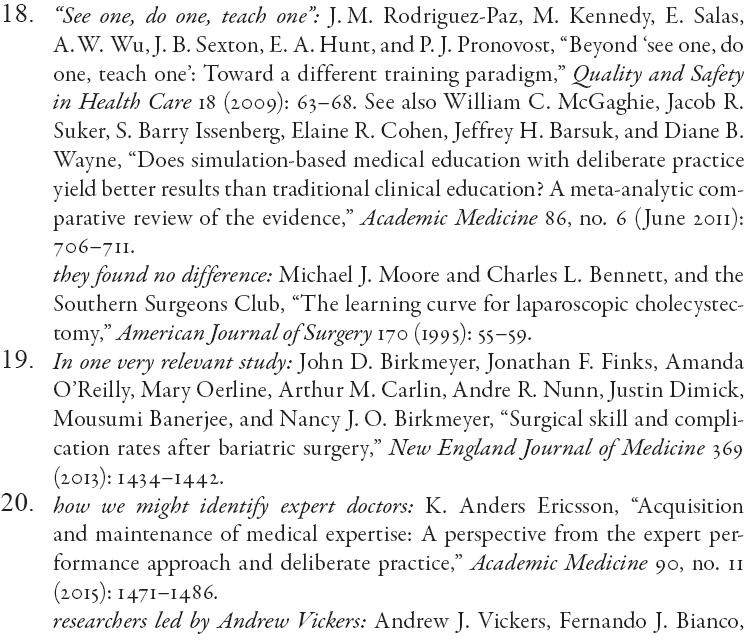 18. “See one, do one, teach one”: J. M. Rodriguez-Paz, M. Kennedy, E. Salas,
A. W. Wu, J. B. Sexton, E. A. Hunt, and P. J. Pronovost, “Beyond ‘see one, do
one, teach one’: Toward a different training paradigm,” Quality and Safety
in Health Care 18 (2009): 63–68. See also William C. McGaghie, Jacob R.
Suker, S. Barry Issenberg, Elaine R. Cohen, Jeffrey H. Barsuk, and Diane B.
Wayne, “Does simulation-based medical education with deliberate practice
yield better results than traditional clinical education? A meta-analytic com-
parative review of the evidence,” Academic Medicine 86, no. 6 (June 2011):
706–711.
they found no difference: Michael J. Moore and Charles L. Bennett, and the
Southern Surgeons Club, “The learning curve for laparoscopic cholecystec-
tomy,” American Journal of Surgery 170 (1995): 55–59.
19. In one very relevant study: John D. Birkmeyer, Jonathan F. Finks, Amanda
O’Reilly, Mary Oerline, Arthur M. Carlin, Andre R. Nunn, Justin Dimick,
Mousumi Banerjee, and Nancy J. O. Birkmeyer, “Surgical skill and compli-
cation rates after bariatric surgery,” New England Journal of Medicine 369
(2013): 1434–1442.
20. how we might identify expert doctors: K. Anders Ericsson, “Acquisition
and maintenance of medical expertise: A perspective from the expert per-
formance approach and deliberate practice,” Academic Medicine 90, no. 11
(2015): 1471–1486.
researchers led by Andrew Vickers: Andrew J. Vickers, Fernando J. Bianco,